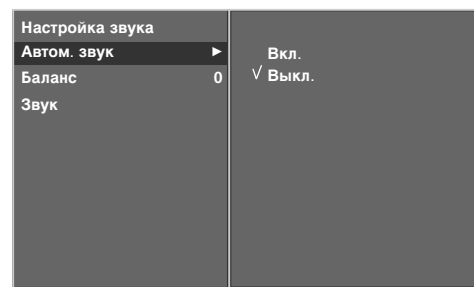 Настройка звука
Автом. звук ►
Баланс 0
Звук
Вкл.
√ Выкл.